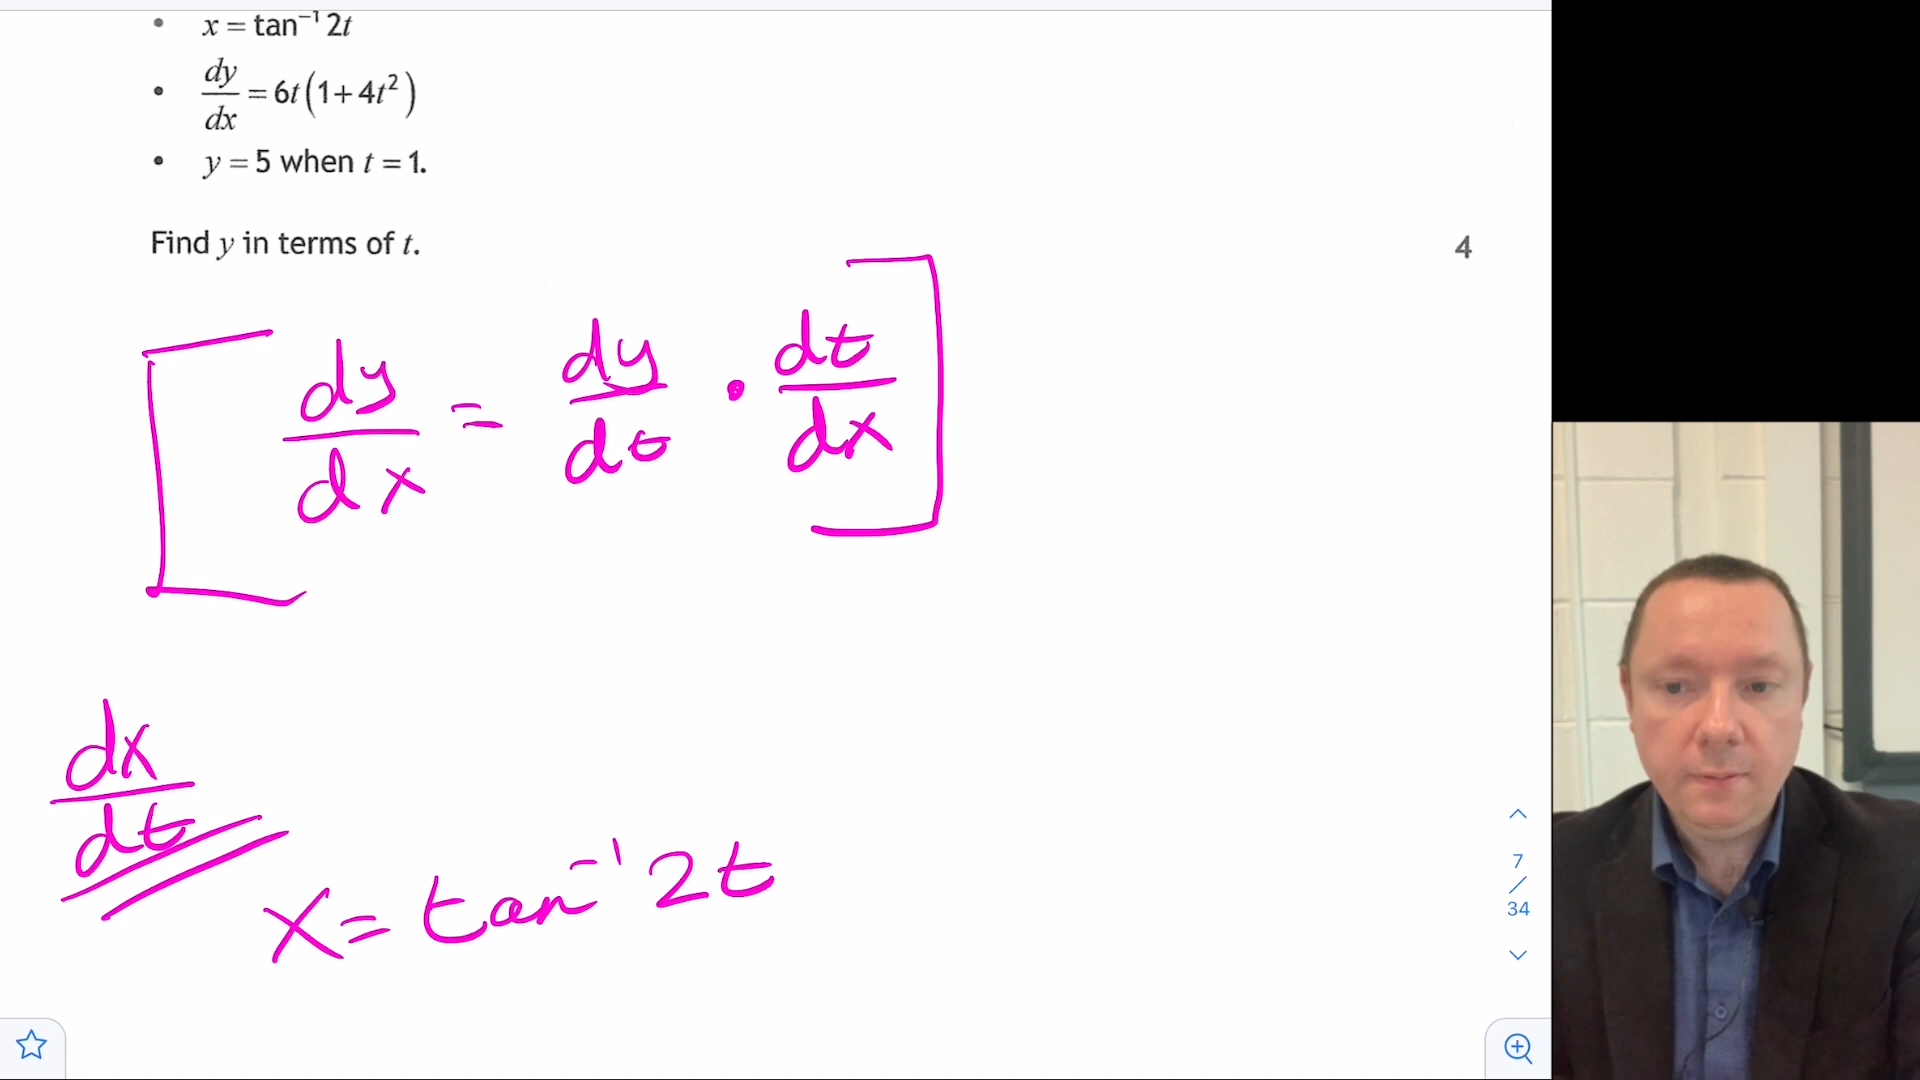 • x = tan⁻¹ 2t
• dy/dx = 6t(1+4t²)
• y = 5 when t = 1.
Find y in terms of t.
4
[dy/dx = dy/dt · dt/dx]
dx/dt
x = tan⁻¹ 2t
7
/
34